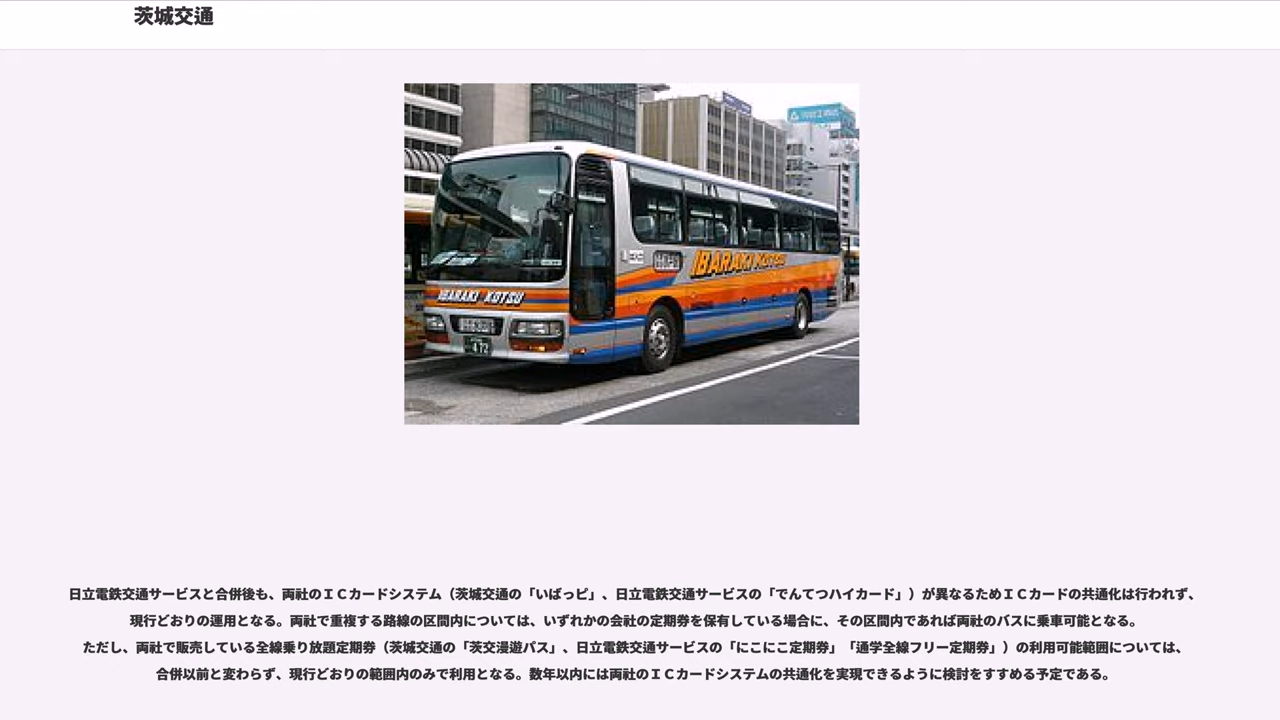 茨城交通
IBARAKI KOTSU
IBARAKI KOTSU
472
日立電鉄交通サービスと合併後も、両社のＩＣカードシステム（茨城交通の「いばっピ」、日立電鉄交通サービスの「でんてつハイカード」）が異なるためＩＣカードの共通化は行われず、
現行どおりの運用となる。両社で重複する路線の区間内については、いずれかの会社の定期券を保有している場合に、その区間内であれば両社のバスに乗車可能となる。
ただし、両社で販売している全線乗り放題定期券（茨城交通の「茨交漫遊パス」、日立電鉄交通サービスの「にこにこ定期券」「通学全線フリー定期券」）の利用可能範囲については、
合併以前と変わらず、現行どおりの範囲内のみで利用となる。数年以内には両社のＩＣカードシステムの共通化を実現できるように検討をすすめる予定である。